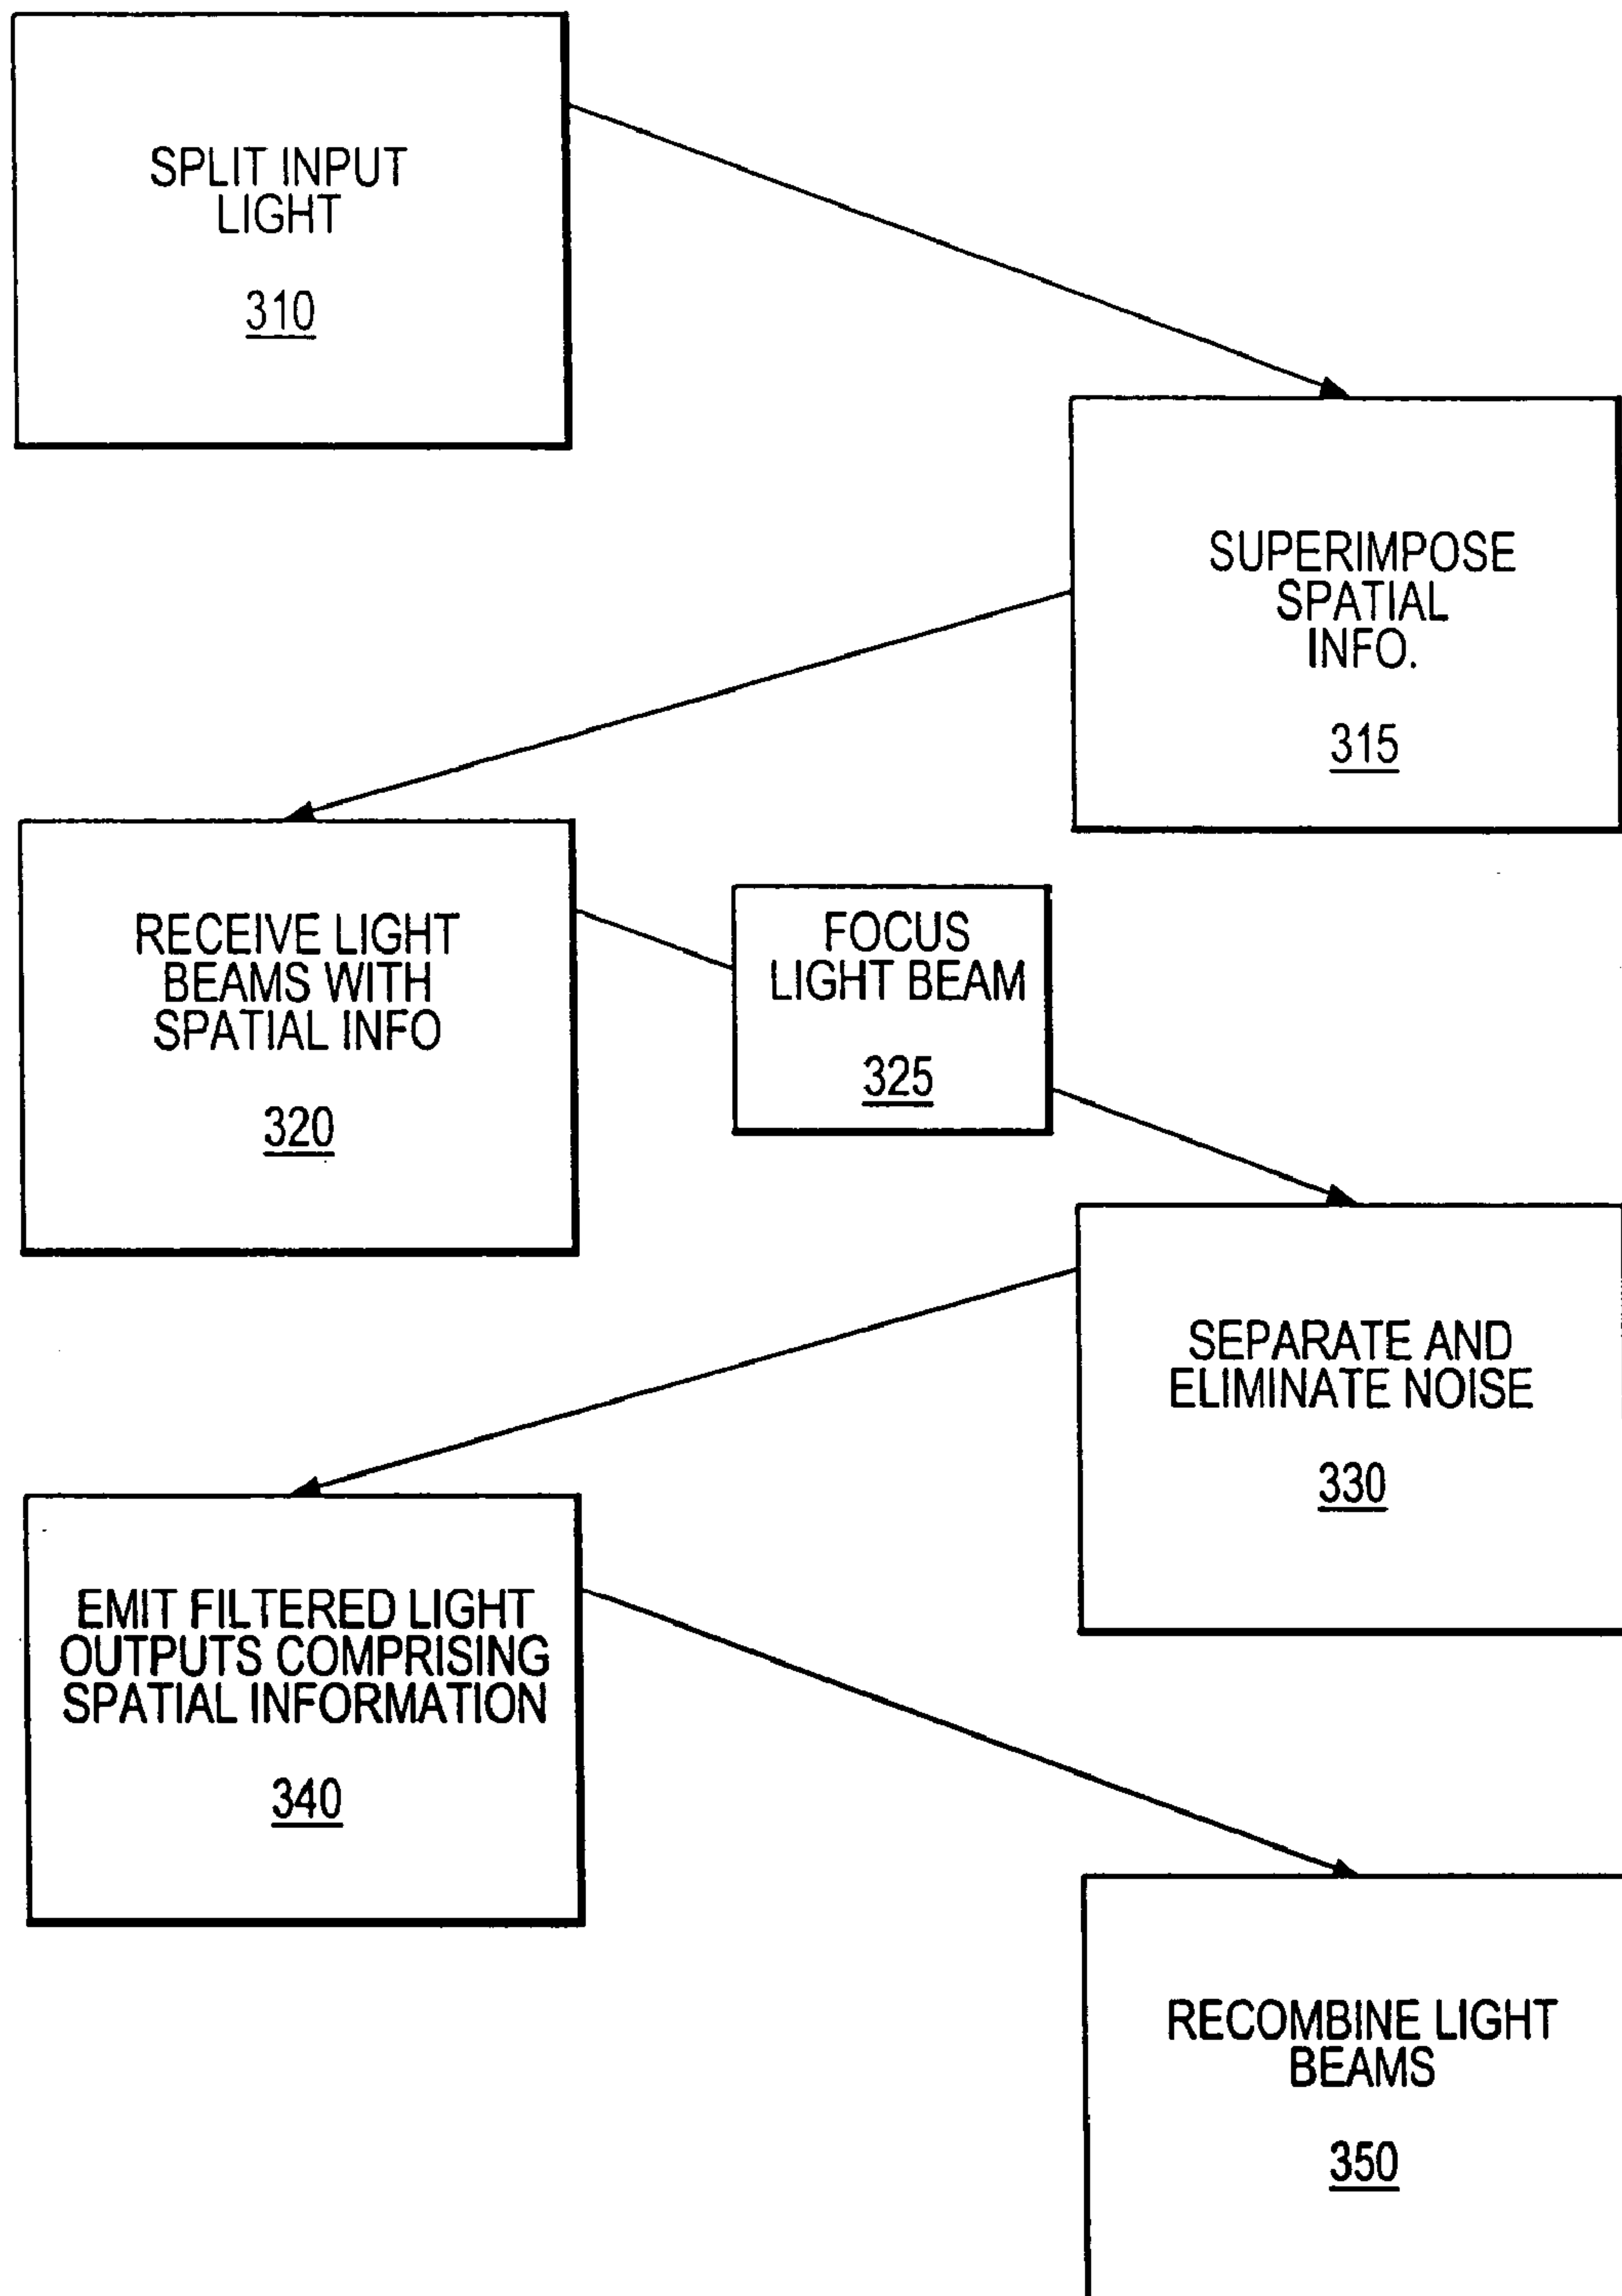 SPLIT INPUT
LIGHT
310
SUPERIMPOSE
SPATIAL
INFO.
315
RECEIVE LIGHT
BEAMS WITH
SPATIAL INFO
320
FOCUS
LIGHT BEAM
325
SEPARATE AND
ELIMINATE NOISE
330
EMIT FILTERED LIGHT
OUTPUTS COMPRISING
SPATIAL INFORMATION
340
RECOMBINE LIGHT
BEAMS
350